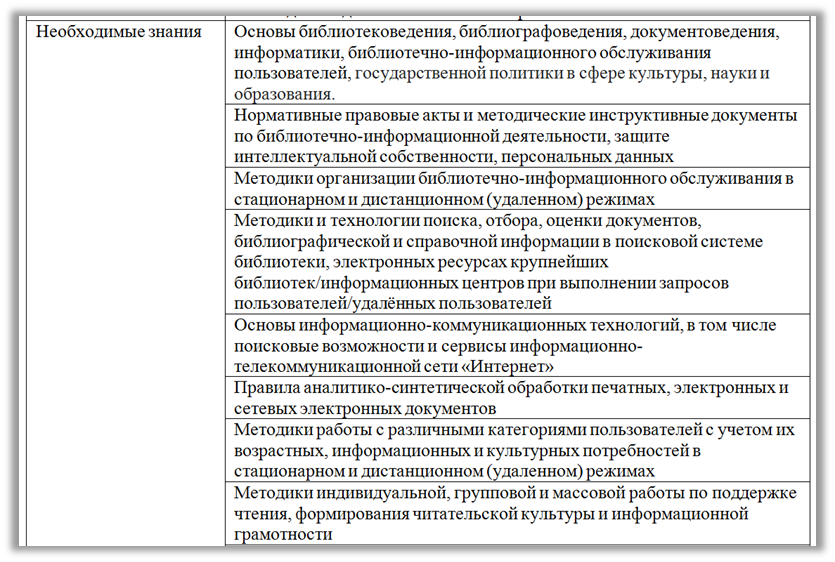 Необходимые знания
Основы библиотековедения, библиографоведения, документоведения,
информатики, библиотечно-информационного обслуживания
пользователей, государственной политики в сфере культуры, науки и
образования.
Нормативные правовые акты и методические инструктивные документы
по библиотечно-информационной деятельности, защите
интеллектуальной собственности, персональных данных
Методики организации библиотечно-информационного обслуживания в
стационарном и дистанционном (удаленном) режимах
Методики и технологии поиска, отбора, оценки документов,
библиографической и справочной информации в поисковой системе
библиотеки, электронных ресурсах крупнейших
библиотек/информационных центров при выполнении запросов
пользователей/удалённых пользователей
Основы информационно-коммуникационных технологий, в том числе
поисковые возможности и сервисы информационно-
телекоммуникационной сети «Интернет»
Правила аналитико-синтетической обработки печатных, электронных и
сетевых электронных документов
Методики работы с различными категориями пользователей с учетом их
возрастных, информационных и культурных потребностей в
стационарном и дистанционном (удаленном) режимах
Методики индивидуальной, групповой и массовой работы по поддержке
чтения, формирования читательской культуры и информационной
грамотности